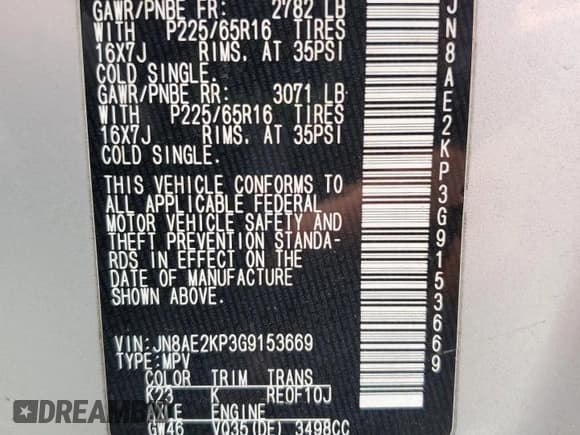 GAWR/PNBE FR: 2782 LB
WITH P225/65R16 TIRES
16X7J RIMS, AT 35PSI
COLD SINGLE.
GAWR/PNBE RR: 3071 LB
WITH P225/65R16 TIRES
16X7J RIMS, AT 35PSI
COLD SINGLE.
THIS VEHICLE CONFORMS TO
ALL APPLICABLE FEDERAL
MOTOR VEHICLE SAFETY AND
THEFT PREVENTION STANDA-
RDS IN EFFECT ON THE
DATE OF MANUFACTURE
SHOWN ABOVE.
VIN:JN8AE2KP3G9153669
TYPE:MPV
COLOR TRIM TRANS
K23 K RE0F10J
AXLE ENGINE
GW46 VQ35(DE) 3498CC
JN8AE2KP3G9153669